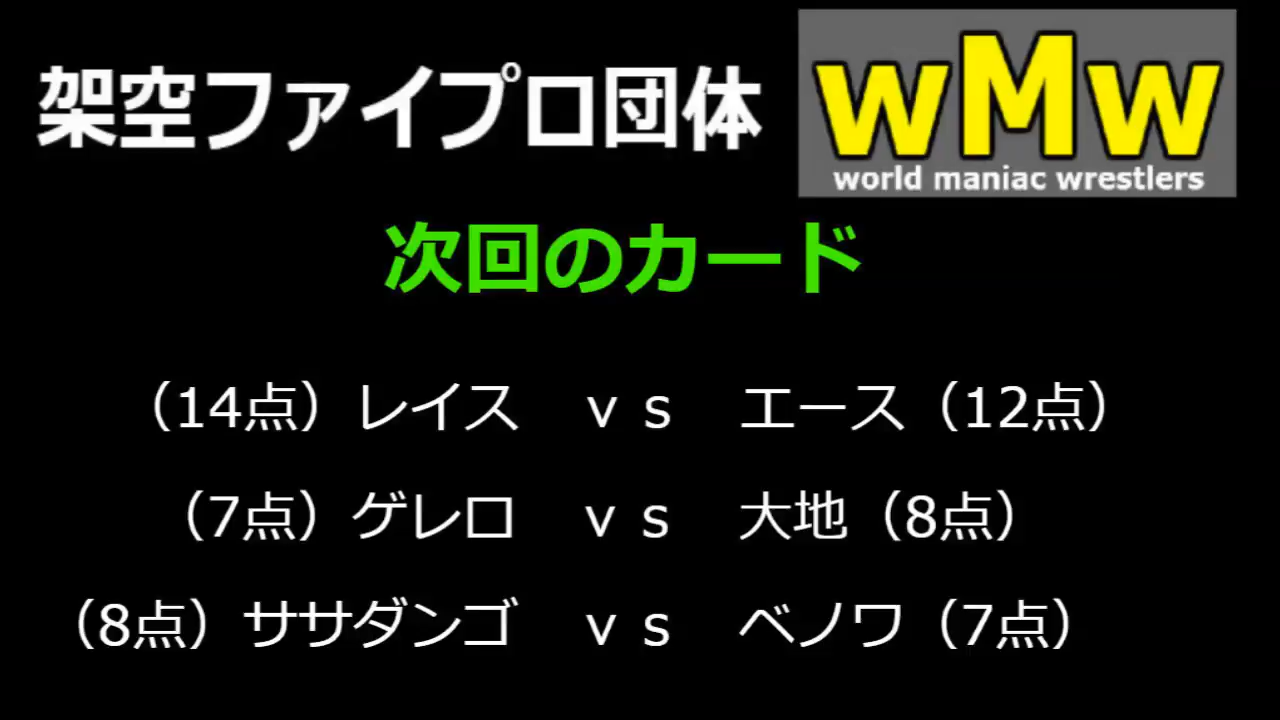 架空ファイプロ団体
wMw
world maniac wrestlers
次回のカード
（14点）レイス　ｖｓ　エース（12点）
（7点）ゲレロ　ｖｓ　大地（8点）
（8点）ササダンゴ　ｖｓ　ベノワ（7点）